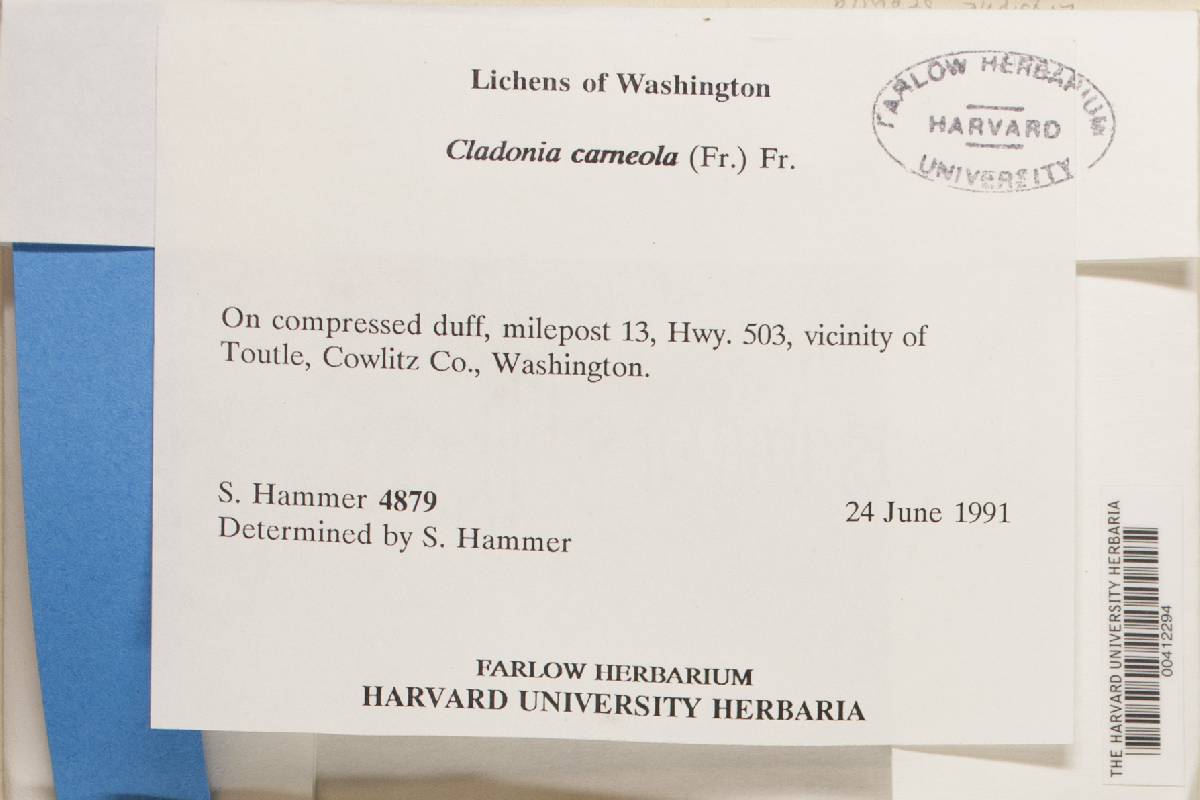 Lichens of Washington
Cladonia carneola (Fr.) Fr.
FARLOW HERBARIUM
HARVARD
UNIVERSITY
On compressed duff, milepost 13, Hwy. 503, vicinity of
Toutle, Cowlitz Co., Washington.
S. Hammer 4879
24 June 1991
Determined by S. Hammer
FARLOW HERBARIUM
HARVARD UNIVERSITY HERBARIA
THE HARVARD UNIVERSITY HERBARIA
00412294